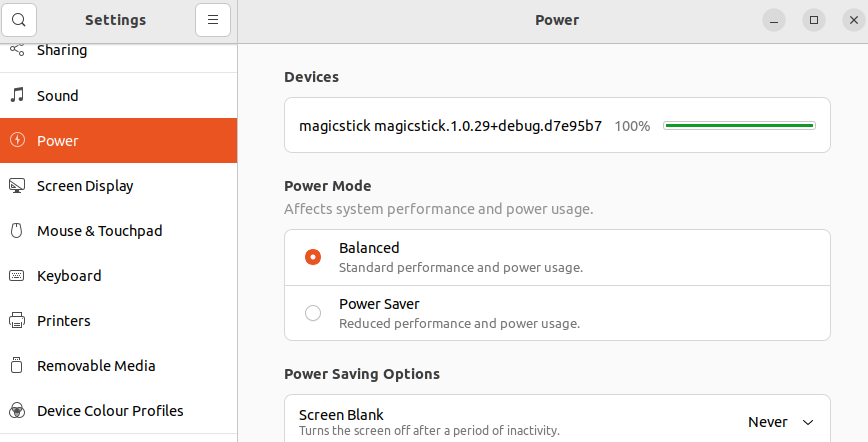 Settings
Power
Sharing
Sound
Power
Screen Display
Mouse & Touchpad
Keyboard
Printers
Removable Media
Device Colour Profiles
Devices
magicstick magicstick.1.0.29+debug.d7e95b7 100%
Power Mode
Affects system performance and power usage.
Balanced
Standard performance and power usage.
Power Saver
Reduced performance and power usage.
Power Saving Options
Screen Blank
Turns the screen off after a period of inactivity.
Never